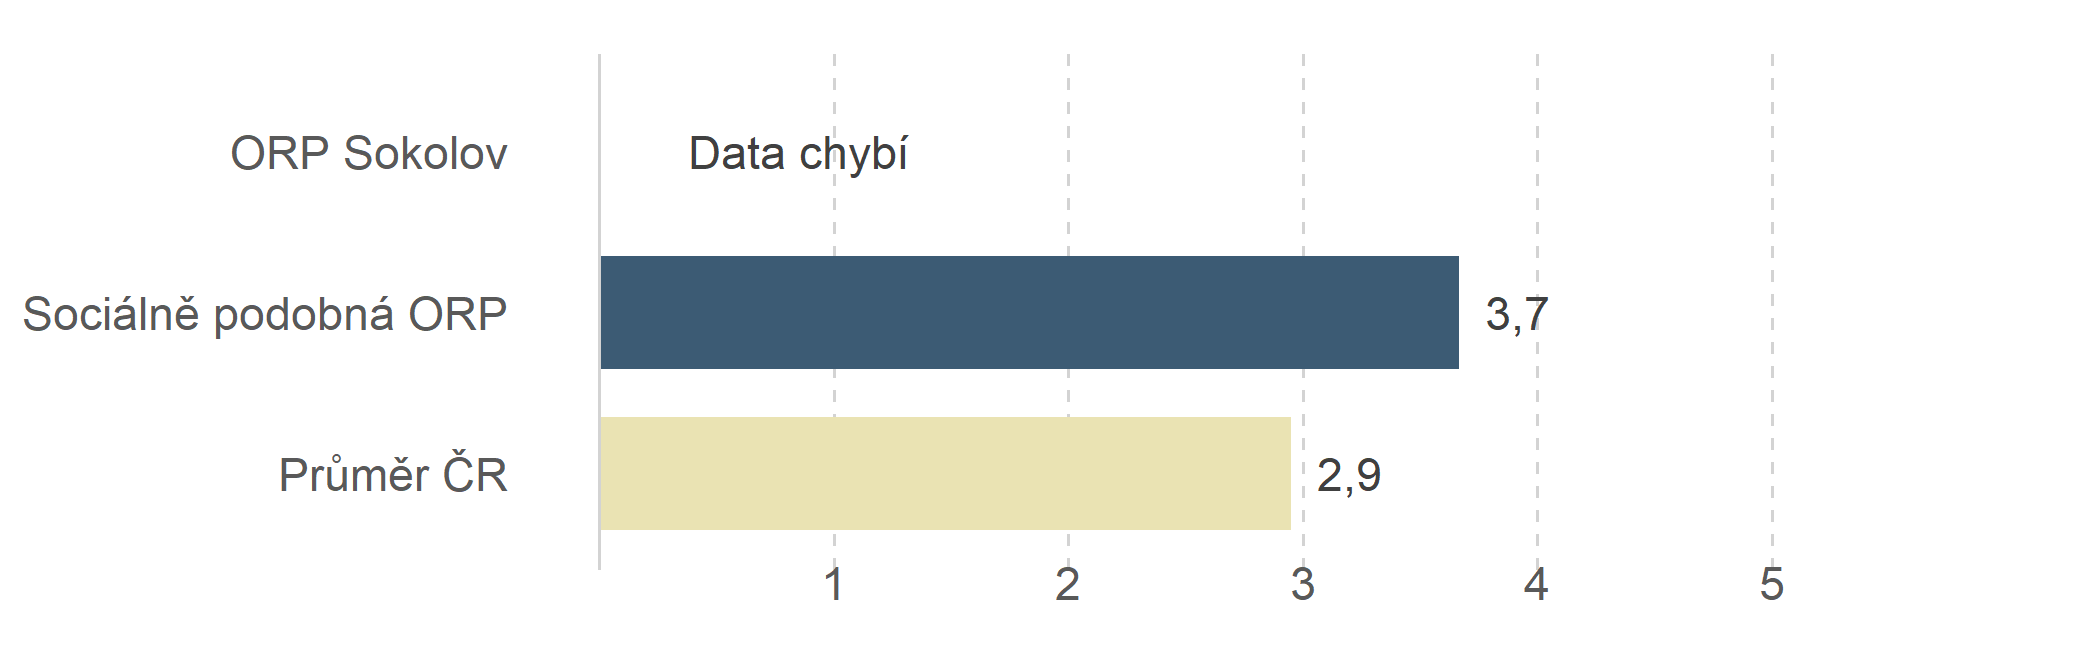 ORP Sokolov Data chybí
Sociálně podobná ORP 3,7
Průměr ČR 2,9
1 2 3 4 5